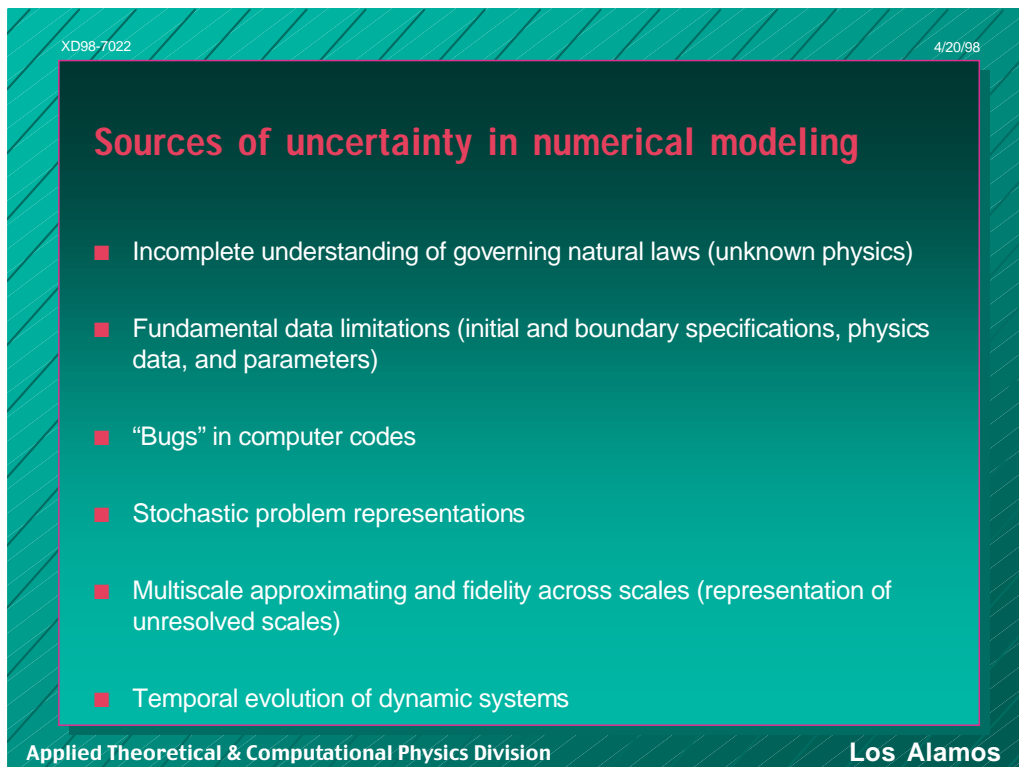 XD98-7022
4/20/98
Sources of uncertainty in numerical modeling
Incomplete understanding of governing natural laws (unknown physics)
Fundamental data limitations (initial and boundary specifications, physics
data, and parameters)
“Bugs” in computer codes
Stochastic problem representations
Multiscale approximating and fidelity across scales (representation of
unresolved scales)
Temporal evolution of dynamic systems
Applied Theoretical & Computational Physics Division
Los Alamos